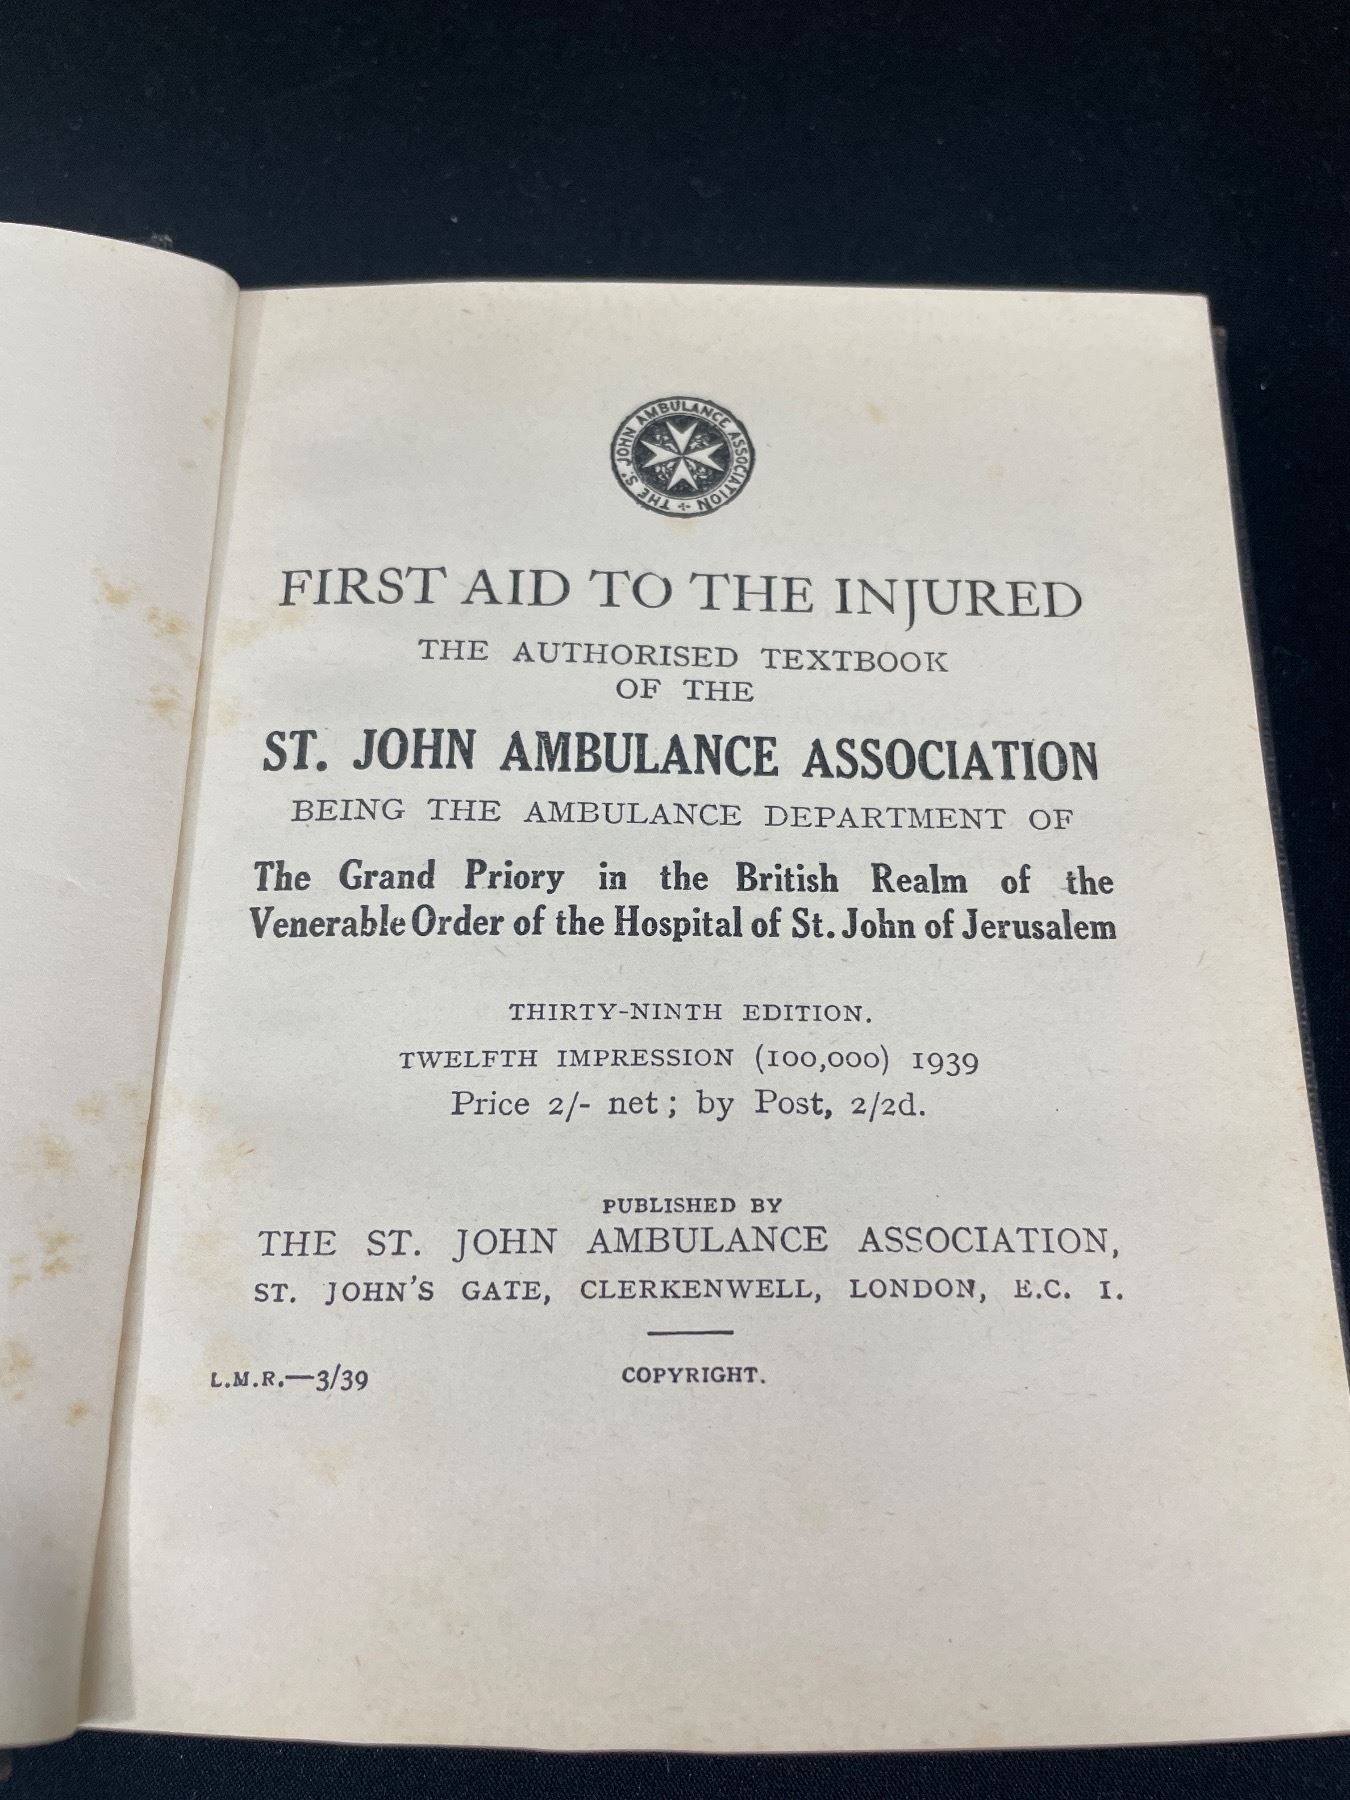 THE ST. JOHN AMBULANCE ASSOCIATION
FIRST AID TO THE INJURED
THE AUTHORISED TEXTBOOK
OF THE
ST. JOHN AMBULANCE ASSOCIATION
BEING THE AMBULANCE DEPARTMENT OF
The Grand Priory in the British Realm of the
Venerable Order of the Hospital of St. John of Jerusalem
THIRTY-NINTH EDITION.
TWELFTH IMPRESSION (100,000) 1939
Price 2/- net; by Post, 2/2d.
PUBLISHED BY
THE ST. JOHN AMBULANCE ASSOCIATION,
ST. JOHN'S GATE, CLERKENWELL, LONDON, E.C. 1.
L.M.R.—3/39 COPYRIGHT.